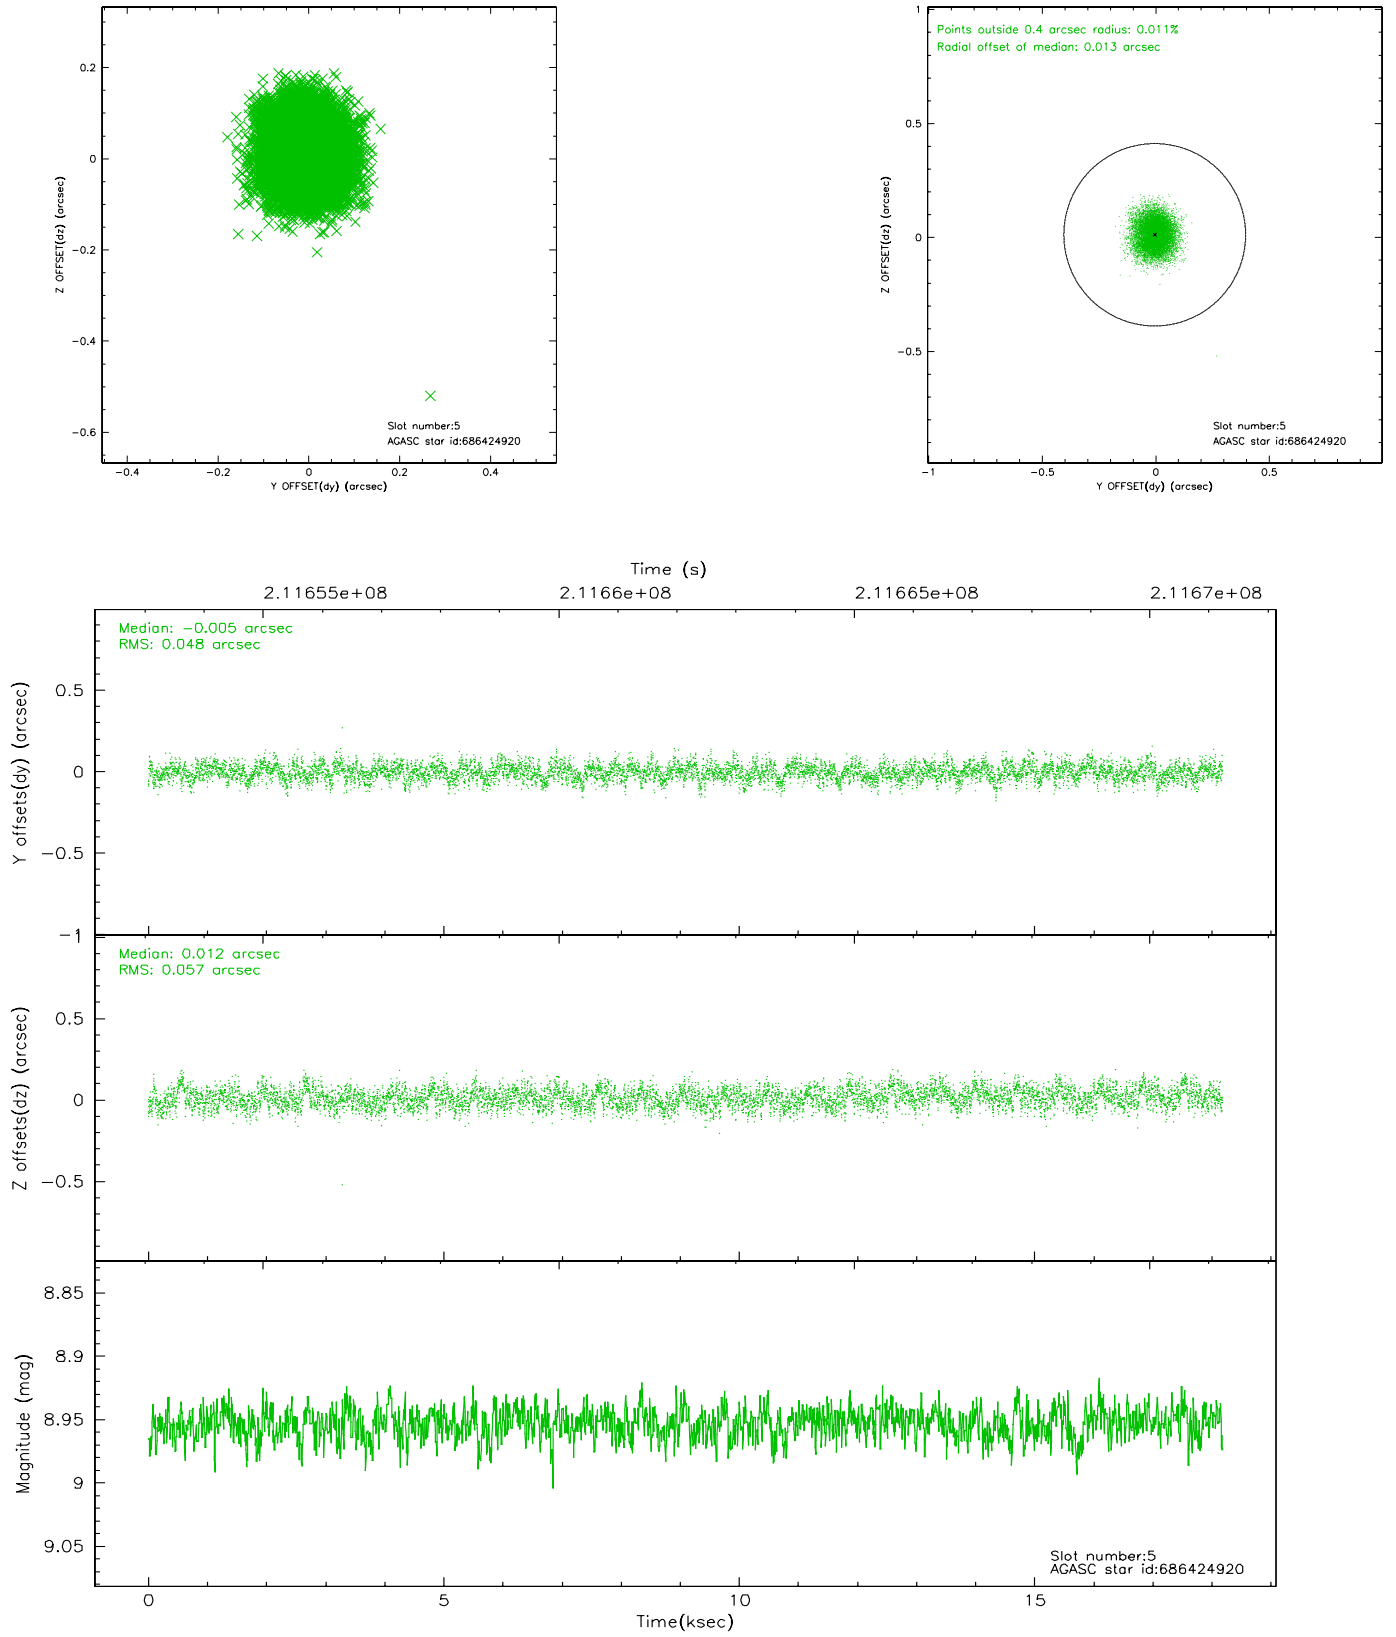 0.2
0
-0.2
-0.4
-0.6
Z OFFSET(dz) (arcsec)
Slot number:5
AGASC star id:686424920
-0.4 -0.2 0 0.2 0.4
Y OFFSET(dy) (arcsec)
Points outside 0.4 arcsec radius: 0.011%
Radial offset of median: 0.013 arcsec
1
0.5
0
-0.5
Z OFFSET(dz) (arcsec)
Slot number:5
AGASC star id:686424920
-1 -0.5 0 0.5
Y OFFSET(dy) (arcsec)
Time (s)
2.11655e+08 2.1166e+08 2.11665e+08 2.1167e+08
Median: -0.005 arcsec
RMS: 0.048 arcsec
0.5
0
-0.5
-1
Y offsets(dy) (arcsec)
Median: 0.012 arcsec
RMS: 0.057 arcsec
1
0.5
0
-0.5
Z offsets(dz) (arcsec)
8.85
8.9
8.95
9
9.05
Magnitude (mag)
Slot number:5
AGASC star id:686424920
0 5 10 15
Time(ksec)